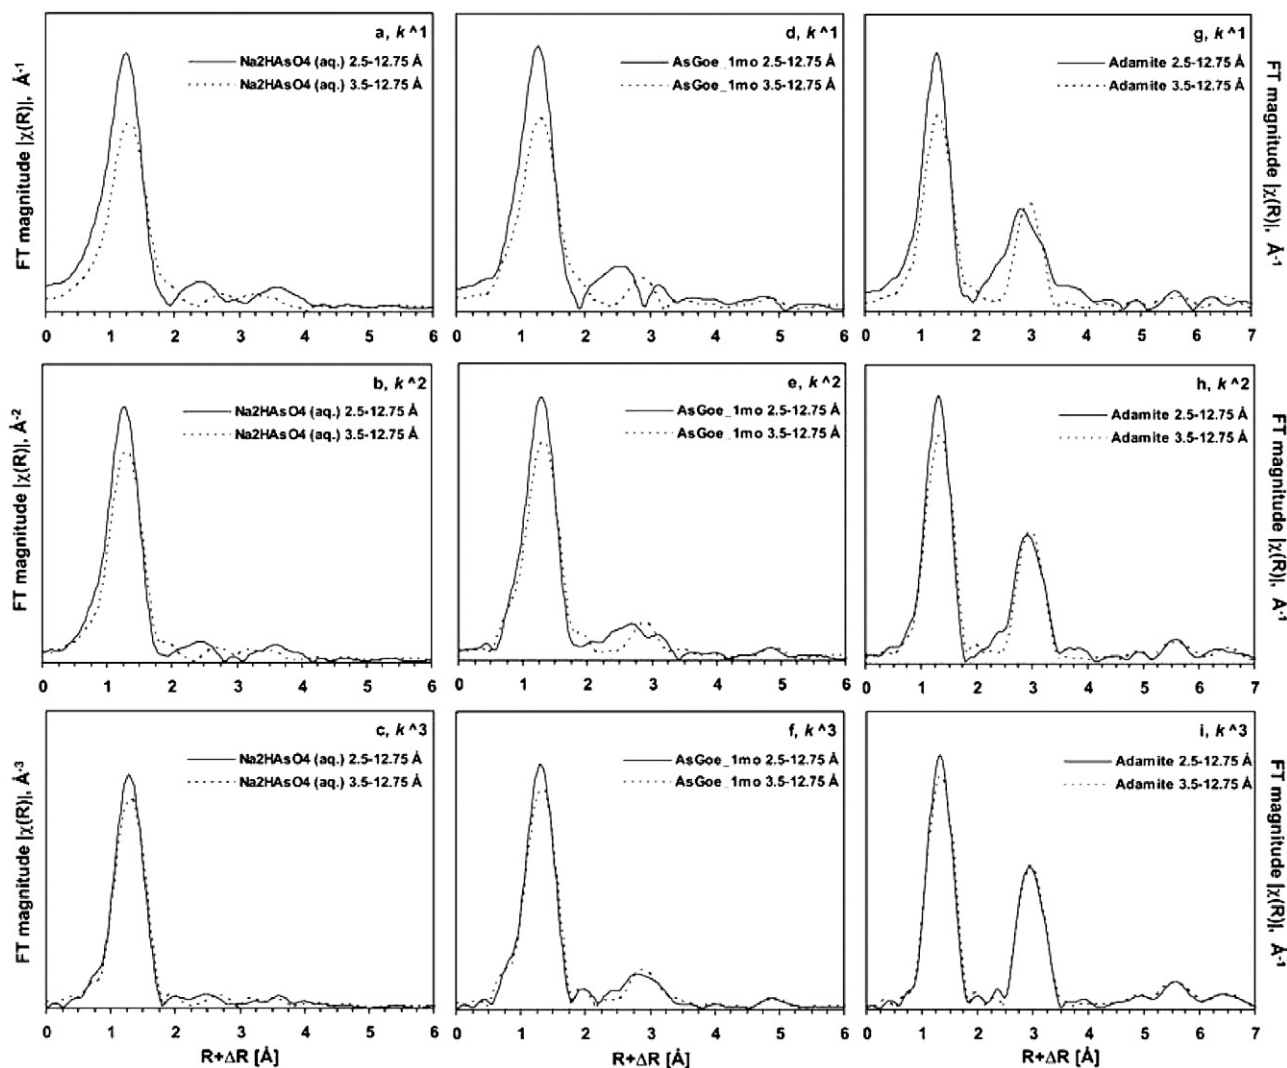 a, k^1
Na2HAsO4 (aq.) 2.5-12.75 Å
Na2HAsO4 (aq.) 3.5-12.75 Å
FT magnitude |χ(R)|, Å-1
0 1 2 3 4 5 6
d, k^1
AsGoe_1mo 2.5-12.75 Å
AsGoe_1mo 3.5-12.75 Å
0 1 2 3 4 5 6
g, k^1
Adamite 2.5-12.75 Å
Adamite 3.5-12.75 Å
FT magnitude |χ(R)|, Å-1
0 1 2 3 4 5 6 7
b, k^2
Na2HAsO4 (aq.) 2.5-12.75 Å
Na2HAsO4 (aq.) 3.5-12.75 Å
FT magnitude |χ(R)|, Å-2
0 1 2 3 4 5 6
e, k^2
AsGoe_1mo 2.5-12.75 Å
AsGoe_1mo 3.5-12.75 Å
0 1 2 3 4 5 6
h, k^2
Adamite 2.5-12.75 Å
Adamite 3.5-12.75 Å
FT magnitude |χ(R)|, Å-1
0 1 2 3 4 5 6 7
c, k^3
Na2HAsO4 (aq.) 2.5-12.75 Å
Na2HAsO4 (aq.) 3.5-12.75 Å
FT magnitude |χ(R)|, Å-3
0 1 2 3 4 5 6
R+ΔR [Å]
f, k^3
AsGoe_1mo 2.5-12.75 Å
AsGoe_1mo 3.5-12.75 Å
0 1 2 3 4 5 6
R+ΔR [Å]
i, k^3
Adamite 2.5-12.75 Å
Adamite 3.5-12.75 Å
FT magnitude |χ(R)|, Å-1
0 1 2 3 4 5 6 7
R+ΔR [Å]